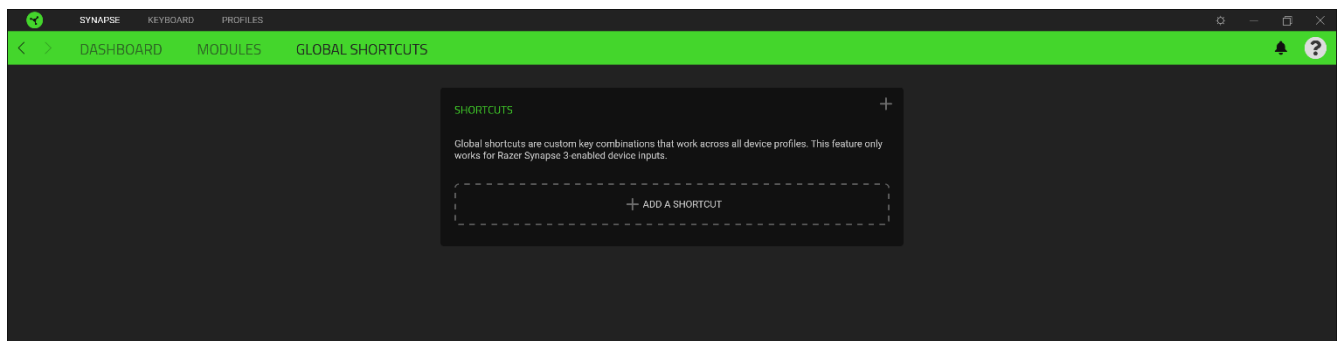 SYNAPSE KEYBOARD PROFILES
DASHBOARD MODULES GLOBAL SHORTCUTS
SHORTCUTS
Global shortcuts are custom key combinations that work across all device profiles. This feature only
works for Razer Synapse 3-enabled device inputs.
ADD A SHORTCUT